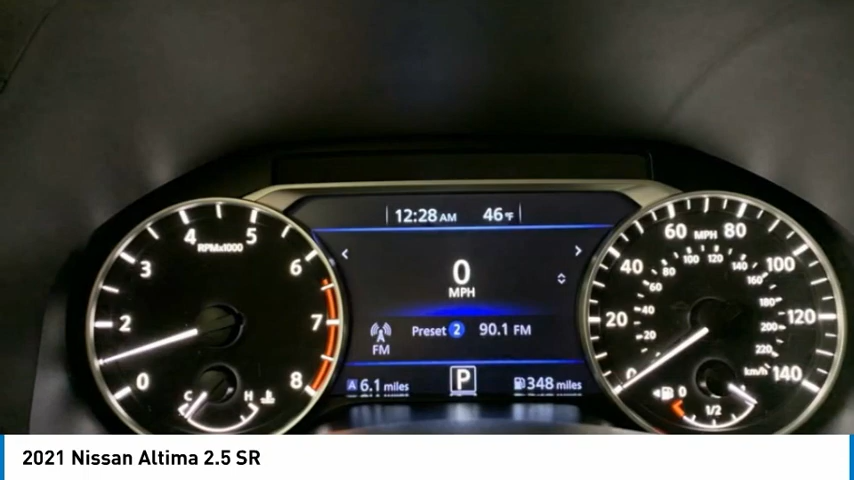 12:28 AM 46°F
0
MPH
Preset 2 90.1 FM
FM
A 6.1 miles P 348 miles
0 2 3 4 5 6 7 8
RPMx1000
C H
0 20 40 60 MPH 80 100 120 140
20 40 60 80 100 120 140 160 180 200 220
km/h
0 1/2
2021 Nissan Altima 2.5 SR